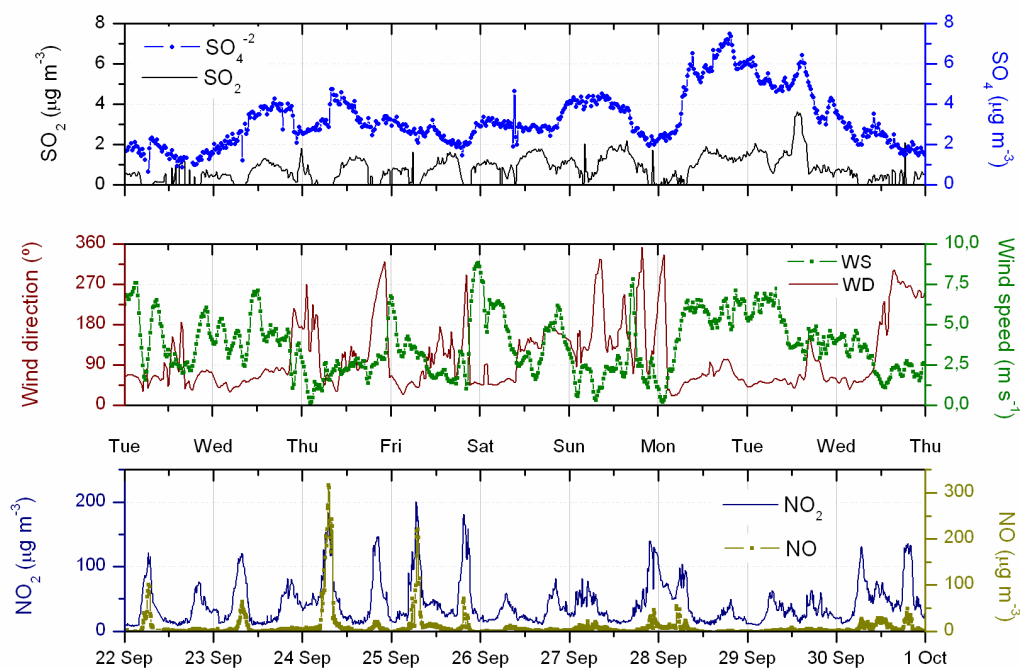 8 8
SO₄⁻²
SO₂
6 6
4 4
2 2
0 0
SO₂ (µg m⁻³)
SO₄ (µg m⁻³)
360 10,0
WS
WD
270 7,5
180 5,0
90 2,5
0 0,0
Wind direction (º)
Wind speed (m s⁻¹)
Tue Wed Thu Fri Sat Sun Mon Tue Wed Thu
300
200
NO₂
NO
200
100
100
0 0
NO₂ (µg m⁻³)
NO (µg m⁻³)
22 Sep 23 Sep 24 Sep 25 Sep 26 Sep 27 Sep 28 Sep 29 Sep 30 Sep 1 Oct